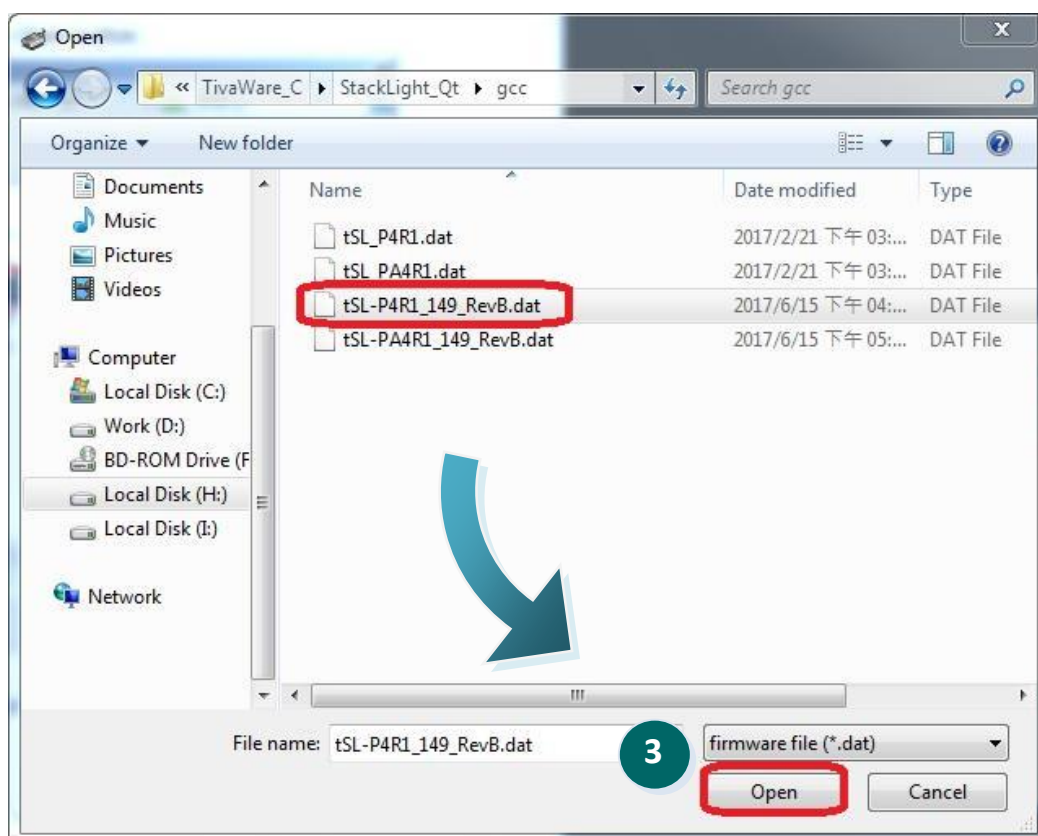 Open
« TivaWare_C ▸ StackLight_Qt ▸ gcc
Search gcc
Organize New folder
Documents
Music
Pictures
Videos
Computer
Local Disk (C:)
Work (D:)
BD-ROM Drive (F
Local Disk (H:)
Local Disk (I:)
Network
Name Date modified Type
tSL_P4R1.dat 2017/2/21 下午 03:... DAT File
tSL_PA4R1.dat 2017/2/21 下午 03:... DAT File
tSL-P4R1_149_RevB.dat 2017/6/15 下午 04:... DAT File
tSL-PA4R1_149_RevB.dat 2017/6/15 下午 05:... DAT File
File name: tSL-P4R1_149_RevB.dat firmware file (*.dat)
3
Open Cancel